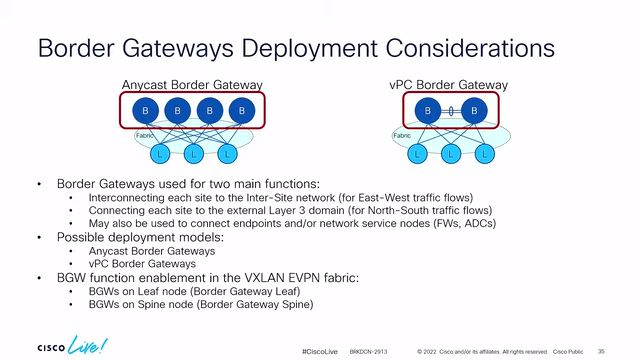 Border Gateways Deployment Considerations
Anycast Border Gateway
vPC Border Gateway
B B B B
B B
Fabric
Fabric
L L L
L L L
• Border Gateways used for two main functions:
• Interconnecting each site to the Inter-Site network (for East-West traffic flows)
• Connecting each site to the external Layer 3 domain (for North-South traffic flows)
• May also be used to connect endpoints and/or network service nodes (FWs, ADCs)
• Possible deployment models:
• Anycast Border Gateways
• vPC Border Gateways
• BGW function enablement in the VXLAN EVPN fabric:
• BGWs on Leaf node (Border Gateway Leaf)
• BGWs on Spine node (Border Gateway Spine)
CISCO Live!
#CiscoLive
BRKDCN-2913
© 2022 Cisco and/or its affiliates. All rights reserved. Cisco Public
35